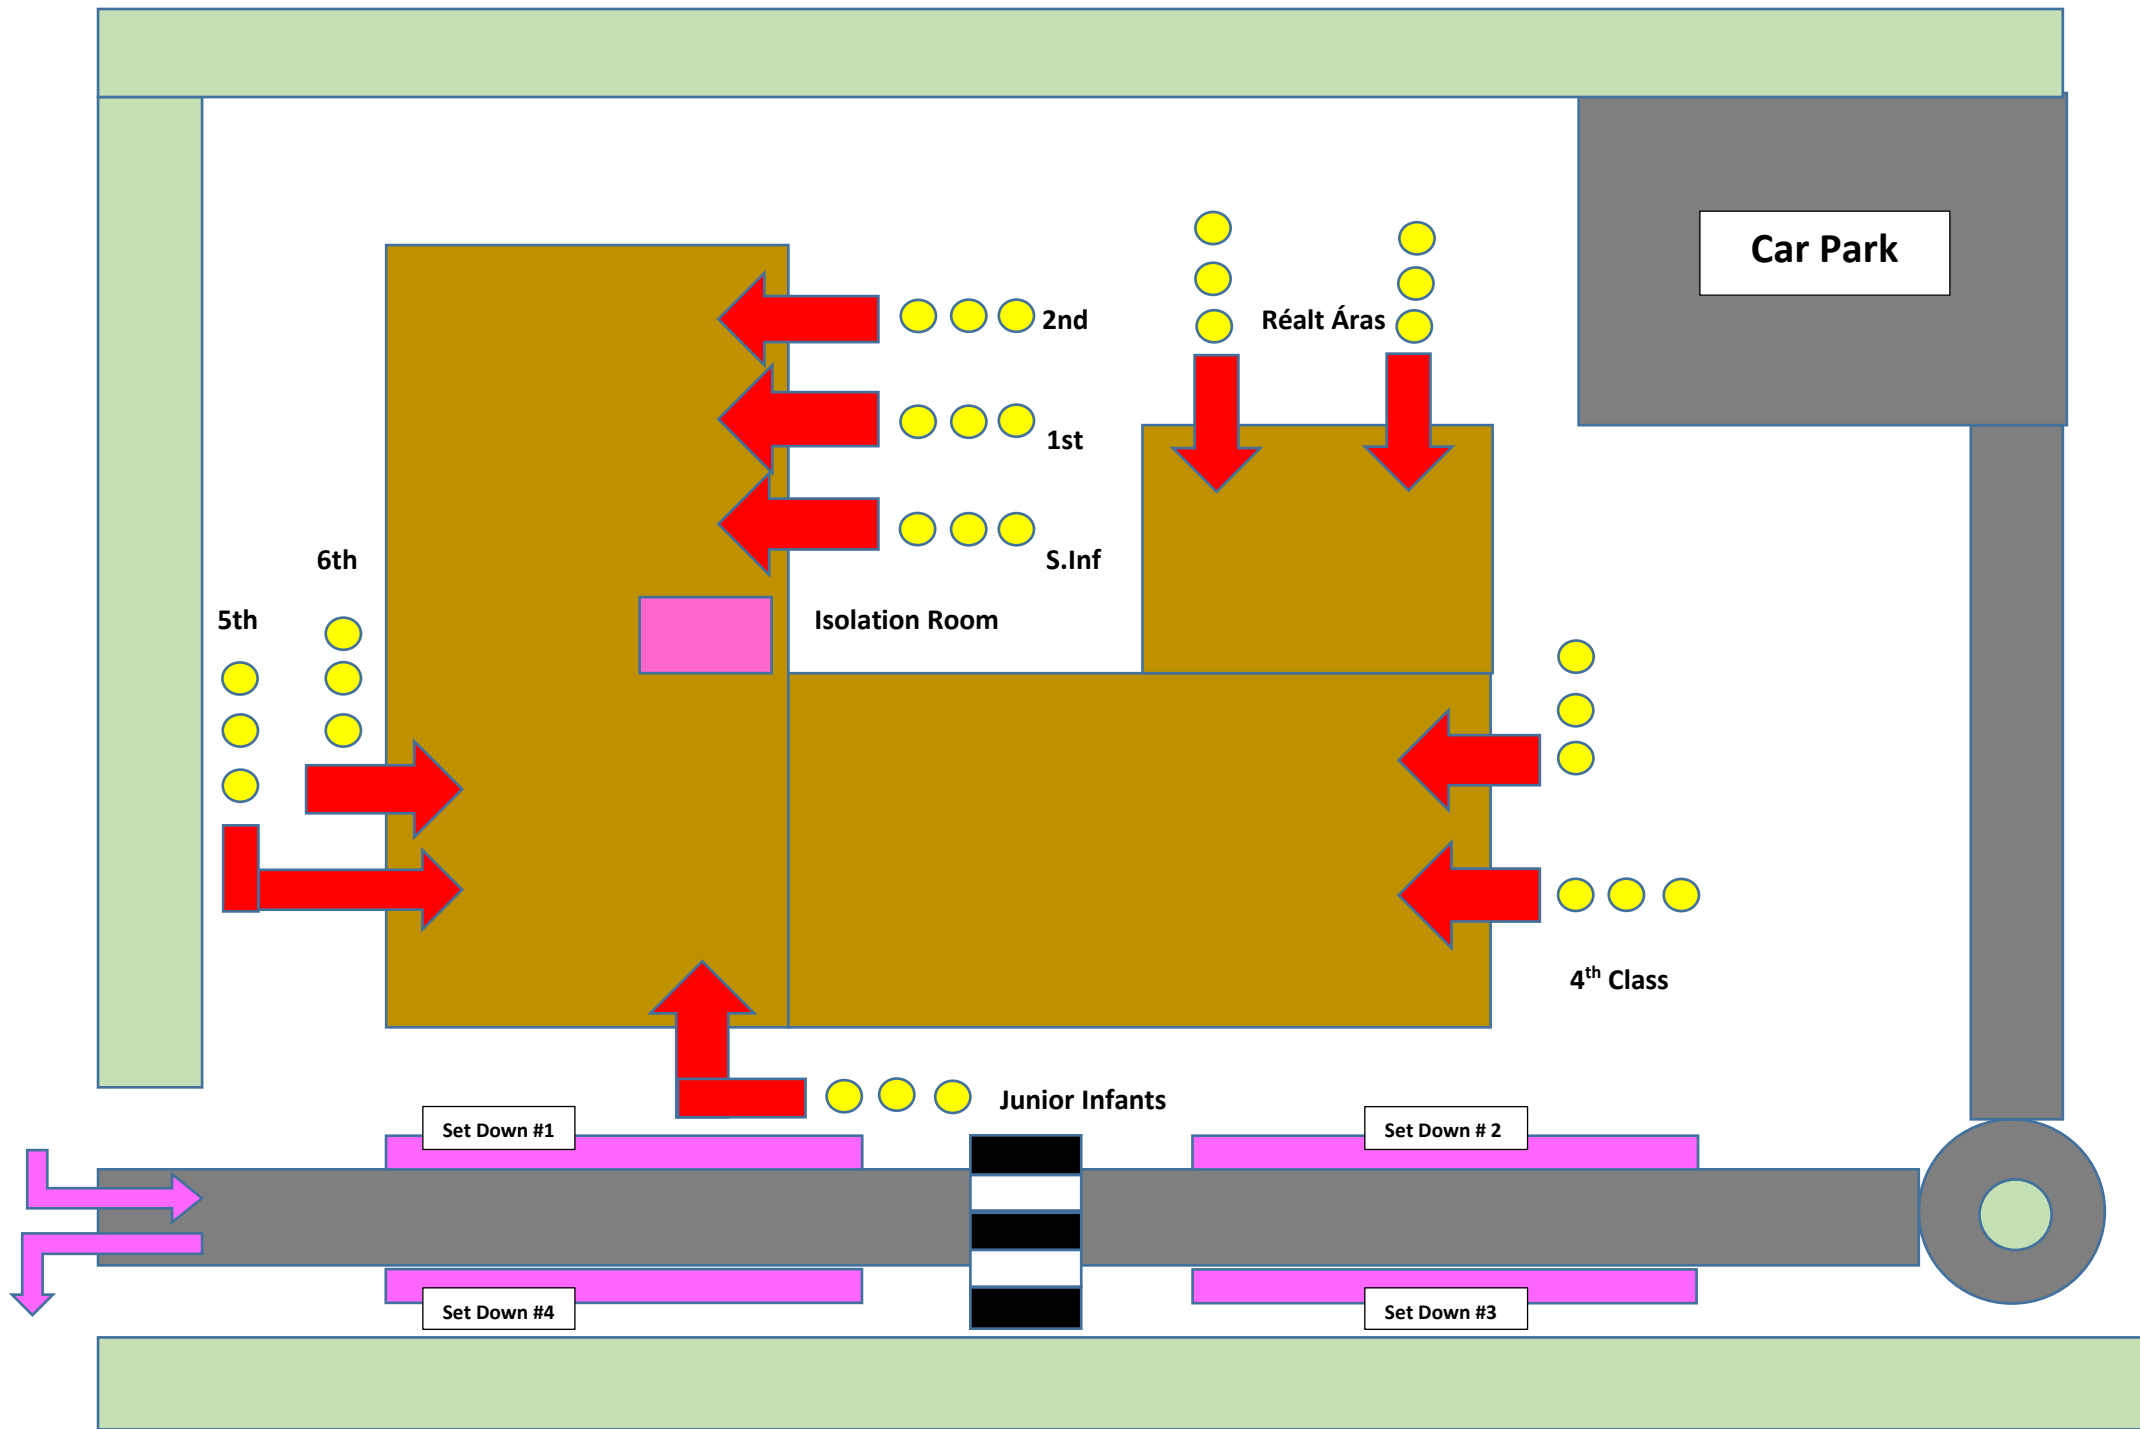 Car Park
2nd
Réalt Áras
1st
S.Inf
6th
5th
Isolation Room
4th Class
Junior Infants
Set Down #1
Set Down # 2
Set Down #4
Set Down #3